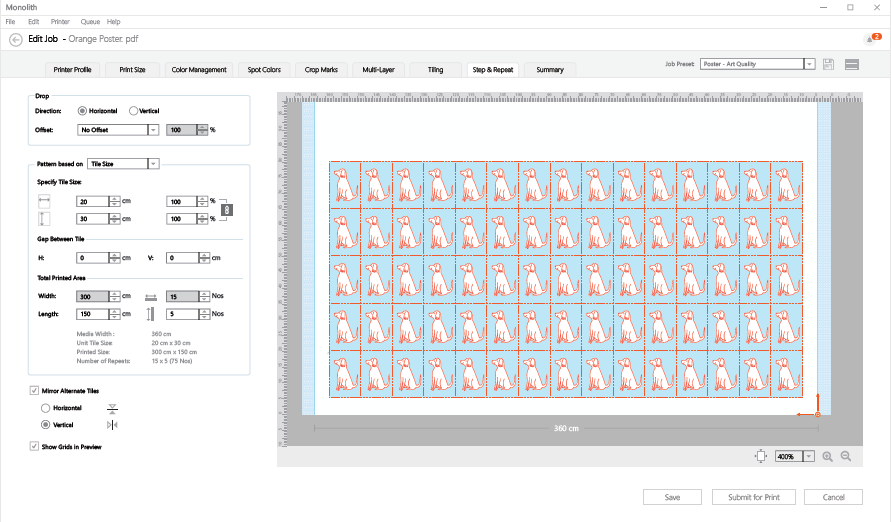 Monolith
File Edit Printer Queue Help
Edit Job - Orange Poster. pdf
2
Printer Profile Print Size Color Management Spot Colors Crop Marks Multi-Layer Tiling Step & Repeat Summary
Job Preset: Poster - Art Quality
Drop
Direction: Horizontal Vertical
Offset: No Offset 100 %
Pattern based on Tile Size
Specify Tile Size:
20 cm 100 %
30 cm 100 %
Gap Between Tile
H: 0 cm V: 0 cm
Total Printed Area
Width: 300 cm 15 Nos
Length: 150 cm 5 Nos
Media Width : 360 cm
Unit Tile Size: 20 cm x 30 cm
Printed Size: 300 cm x 150 cm
Number of Repeats: 15 x 5 (75 Nos)
Mirror Alternate Tiles
Horizontal
Vertical
Show Grids in Preview
360 cm
400%
Save Submit for Print Cancel